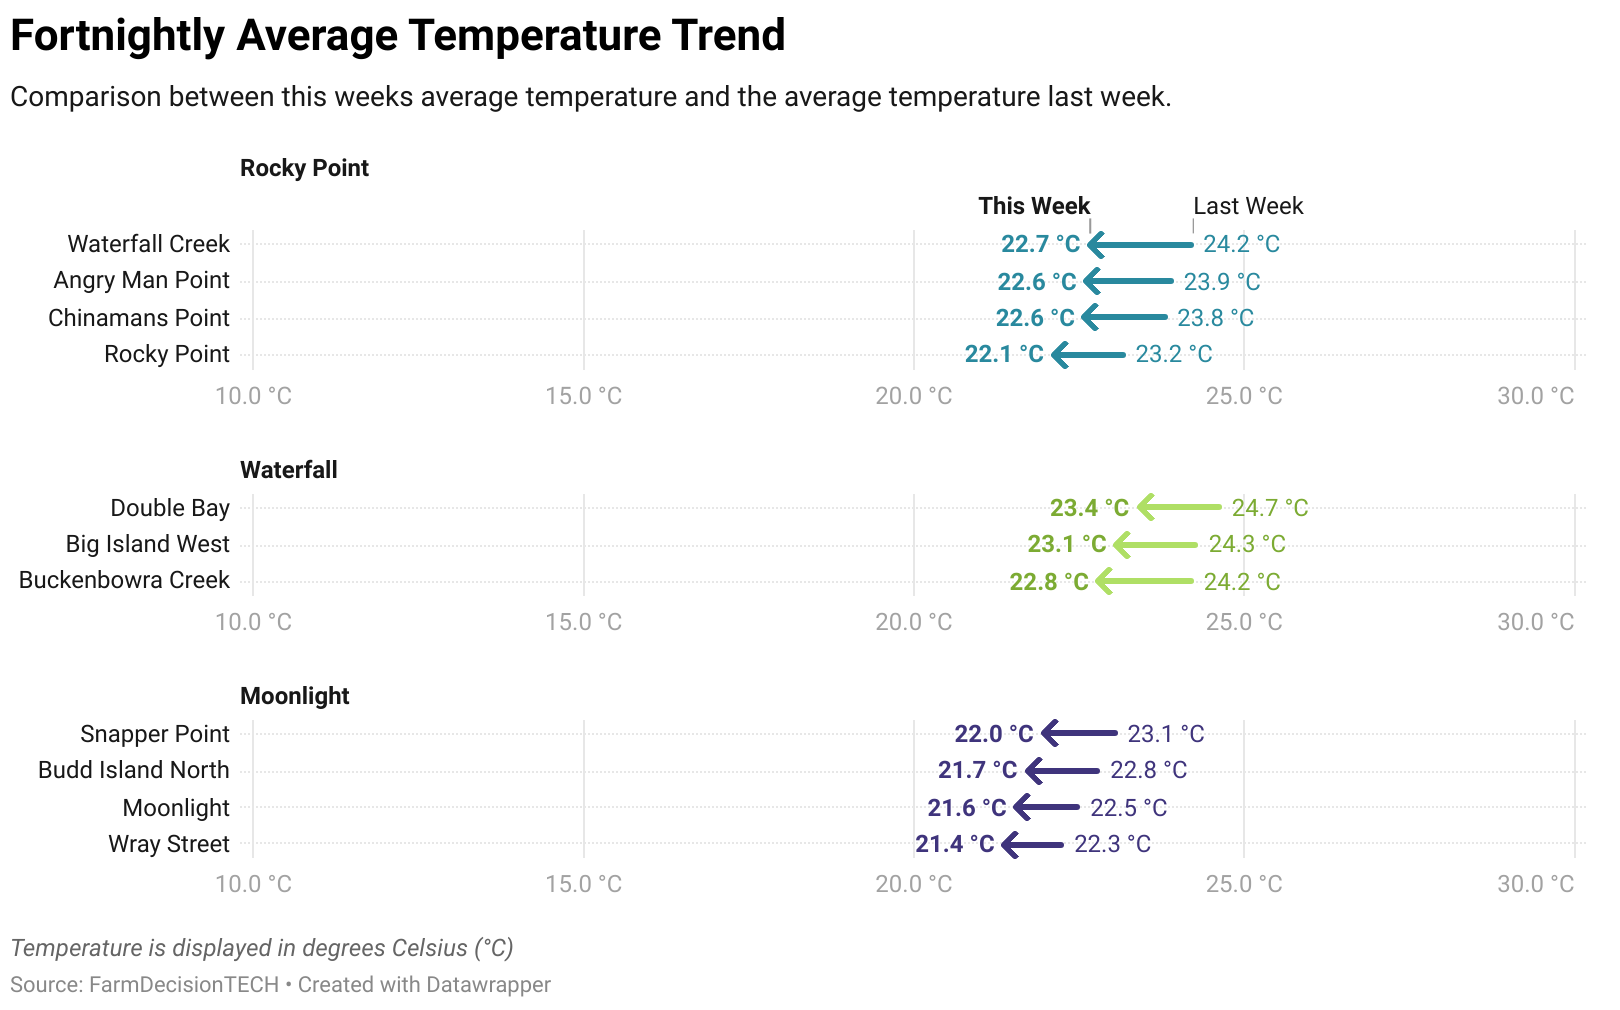 Fortnightly Average Temperature Trend
Comparison between this weeks average temperature and the average temperature last week.
Rocky Point
This Week Last Week
Waterfall Creek 22.7 °C 24.2 °C
Angry Man Point 22.6 °C 23.9 °C
Chinamans Point 22.6 °C 23.8 °C
Rocky Point 22.1 °C 23.2 °C
10.0 °C 15.0 °C 20.0 °C 25.0 °C 30.0 °C
Waterfall
Double Bay 23.4 °C 24.7 °C
Big Island West 23.1 °C 24.3 °C
Buckenbowra Creek 22.8 °C 24.2 °C
10.0 °C 15.0 °C 20.0 °C 25.0 °C 30.0 °C
Moonlight
Snapper Point 22.0 °C 23.1 °C
Budd Island North 21.7 °C 22.8 °C
Moonlight 21.6 °C 22.5 °C
Wray Street 21.4 °C 22.3 °C
10.0 °C 15.0 °C 20.0 °C 25.0 °C 30.0 °C
Temperature is displayed in degrees Celsius (°C)
Source: FarmDecisionTECH • Created with Datawrapper